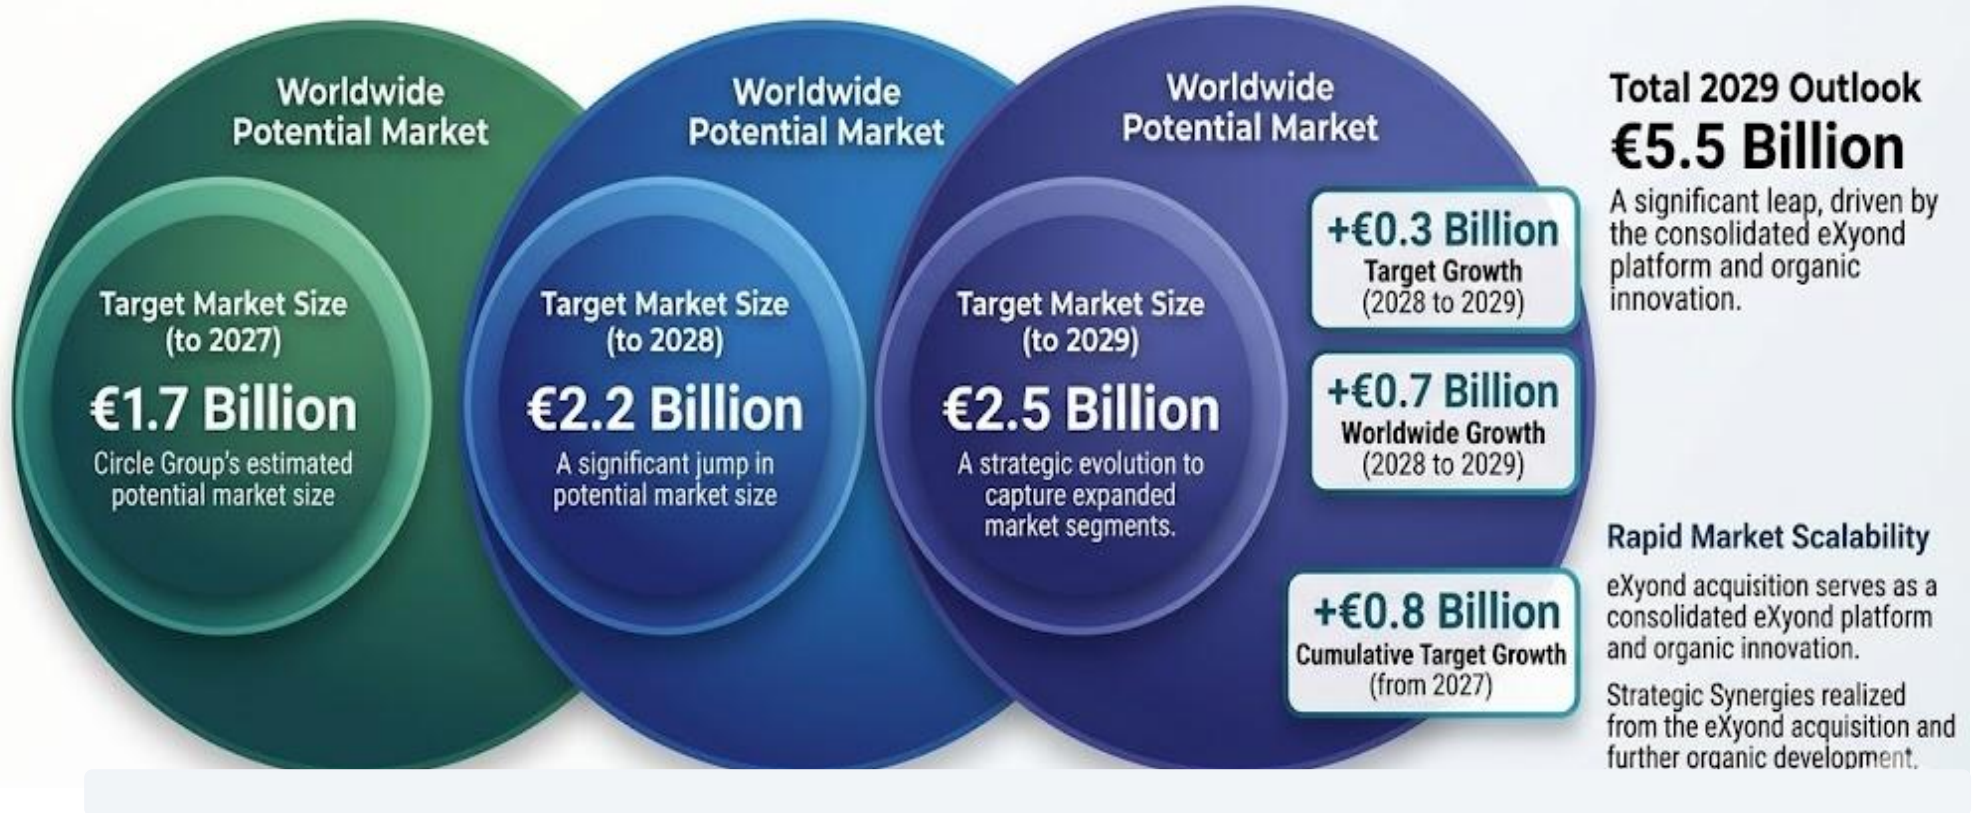 Worldwide
Potential Market
Target Market Size
(to 2027)
€1.7 Billion
Circle Group's estimated
potential market size
Worldwide
Potential Market
Target Market Size
(to 2028)
€2.2 Billion
A significant jump in
potential market size
Worldwide
Potential Market
Target Market Size
(to 2029)
€2.5 Billion
A strategic evolution to
capture expanded
market segments.
+€0.3 Billion
Target Growth
(2028 to 2029)
+€0.7 Billion
Worldwide Growth
(2028 to 2029)
+€0.8 Billion
Cumulative Target Growth
(from 2027)
Total 2029 Outlook
€5.5 Billion
A significant leap, driven by
the consolidated eXyond
platform and organic
innovation.
Rapid Market Scalability
eXyond acquisition serves as a
consolidated eXyond platform
and organic innovation.
Strategic Synergies realized
from the eXyond acquisition and
further organic development.